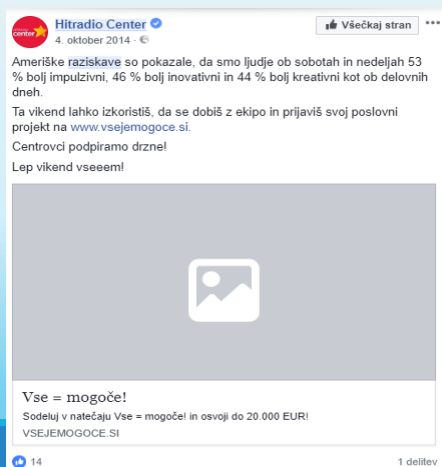 Hitradio Center
Všečkaj stran
4. oktober 2014
center
Ameriške raziskave so pokazale, da smo ljudje ob sobotah in nedeljah 53
% bolj impulzivni, 46 % bolj inovativni in 44 % bolj kreativni kot ob delovnih
dneh.
Ta vikend lahko izkoristiš, da se dobiš z ekipo in prijaviš svoj poslovni
projekt na www.vsejemogoce.si.
Centrovci podpiramo drzne!
Lep vikend vseeem!
Vse = mogoče!
Sodeluj v natečaju Vse = mogoče! in osvoji do 20.000 EUR!
VSEJEMOGOCE.SI
14
1 delitev